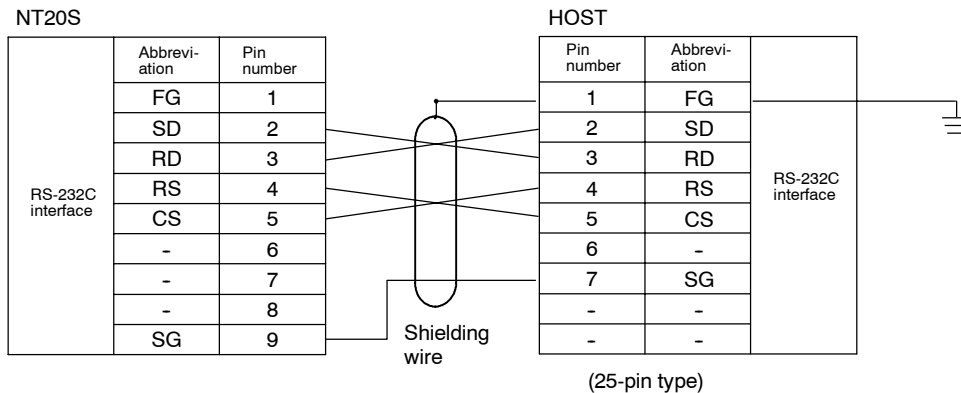 NT20S
HOST
Abbrevi-
ation
Pin
number
Pin
number
Abbrevi-
ation
FG 1 1 FG
SD 2 2 SD
RD 3 3 RD
RS 4 4 RS
CS 5 5 CS
- 6 6 -
- 7 7 SG
- 8 - -
SG 9 - -
RS-232C
interface
RS-232C
interface
Shielding
wire
(25-pin type)